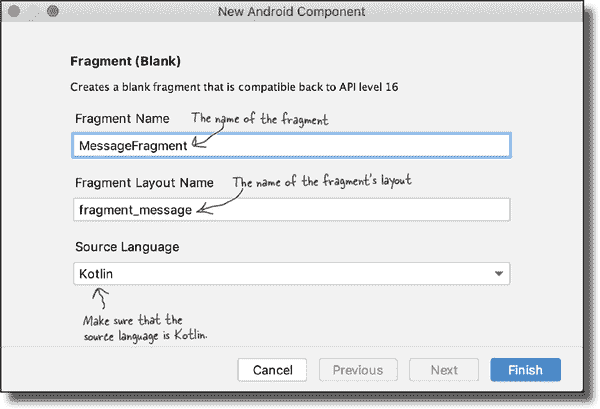 New Android Component
Fragment (Blank)
Creates a blank fragment that is compatible back to API level 16
Fragment Name
The name of the fragment
MessageFragment
Fragment Layout Name
The name of the fragment's layout
fragment_message
Source Language
Kotlin
Make sure that the
source language is Kotlin.
Cancel
Previous
Next
Finish